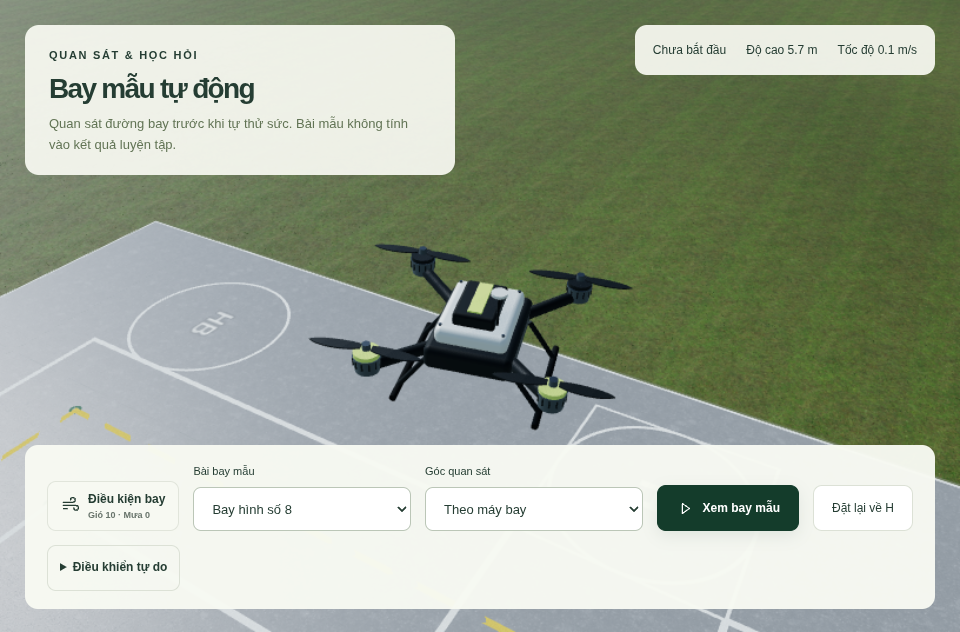 QUAN SÁT & HỌC HỎI
Bay mẫu tự động
Quan sát đường bay trước khi tự thử sức. Bài mẫu không tính
vào kết quả luyện tập.
Chưa bắt đầu
Độ cao 5.7 m
Tốc độ 0.1 m/s
HB
Điều kiện bay
Gió 10 · Mưa 0
Bài bay mẫu
Bay hình số 8
Góc quan sát
Theo máy bay
Xem bay mẫu
Đặt lại về H
Điều khiển tự do